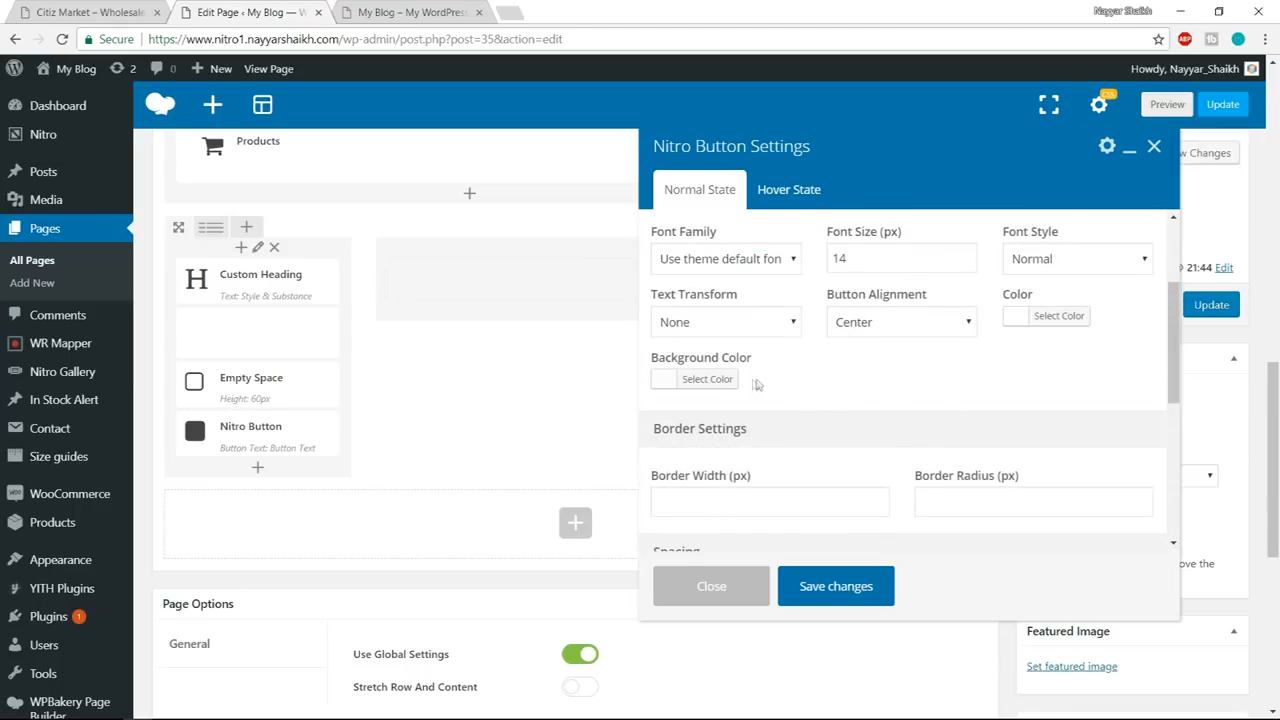 Citiz Market – Wholesale
Edit Page ‹ My Blog —
My Blog – My WordPress
Nayyar Shaikh
Secure
https://www.nitro1.nayyarshaikh.com/wp-admin/post.php?post=35&action=edit
ABP
My Blog
2
0
New
View Page
Howdy, Nayyar_Shaikh
Dashboard
Nitro
Posts
Media
Pages
All Pages
Add New
Comments
WR Mapper
Nitro Gallery
In Stock Alert
Contact
Size guides
WooCommerce
Products
Appearance
YITH Plugins
Plugins 1
Users
Tools
WPBakery Page
Builder
CSS
Preview
Update
Products
H
Custom Heading
Text: Style & Substance
Empty Space
Height: 60px
Nitro Button
Button Text: Button Text
Page Options
General
Use Global Settings
Stretch Row And Content
Nitro Button Settings
Normal State
Hover State
Font Family
Font Size (px)
Font Style
Use theme default fon
14
Normal
Text Transform
Button Alignment
Color
None
Center
Select Color
Background Color
Select Color
Border Settings
Border Width (px)
Border Radius (px)
Spacing
Close
Save changes
Changes
21:44 Edit
Update
ove the
Featured Image
Set featured image